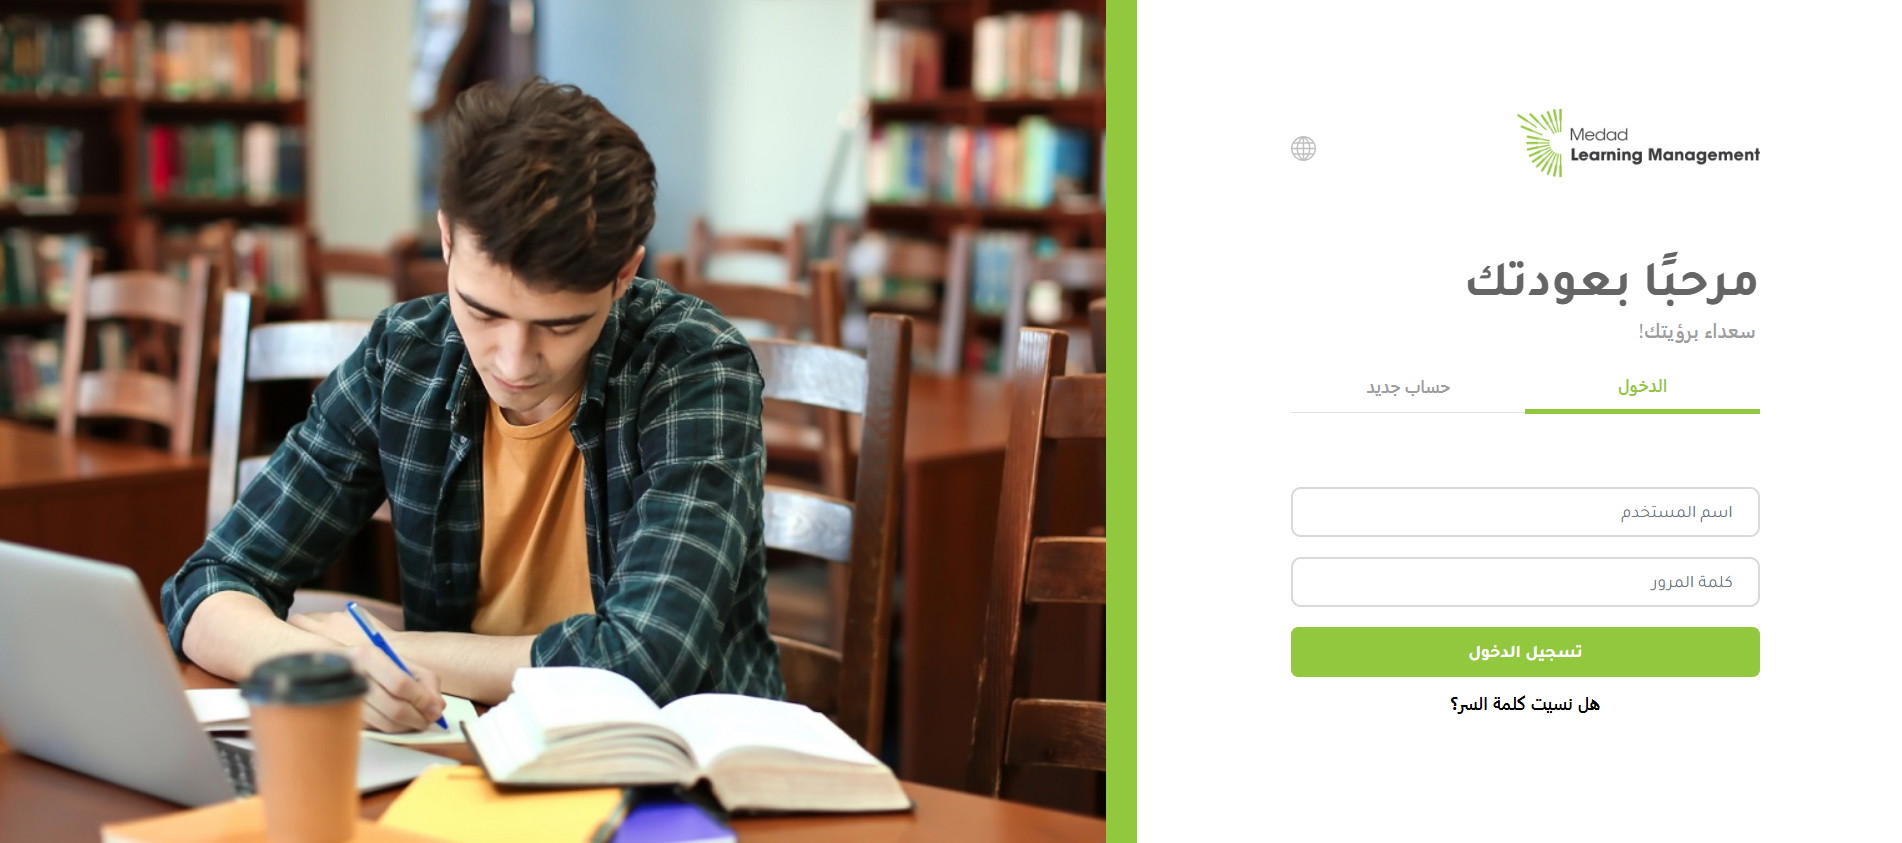 Medad
Learning Management
مرحبًا بعودتك
سعداء برؤيتك!
الدخول
حساب جديد
اسم المستخدم
كلمة المرور
تسجيل الدخول
هل نسيت كلمة السر؟